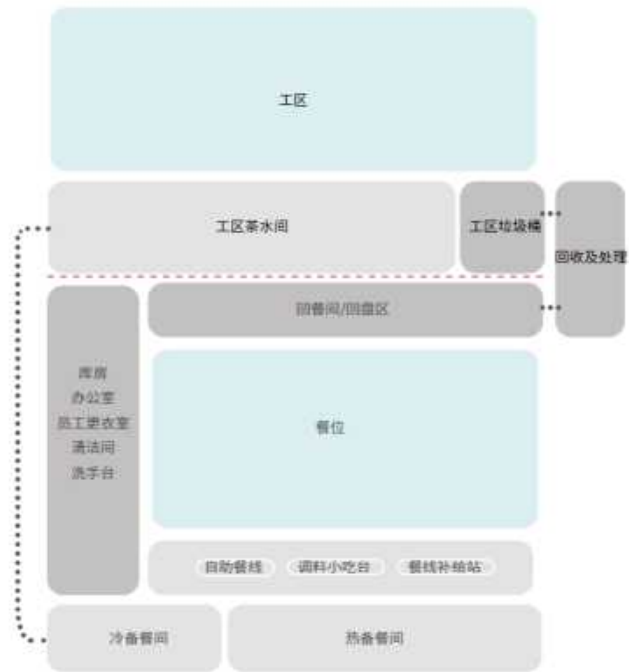 工区
工区茶水间
工区垃圾桶
回收及处理
回餐间/回盘区
库房
办公室
员工更衣室
清洁间
洗手台
餐位
自助餐线
调料小吃台
餐线补给站
冷备餐间
热备餐间